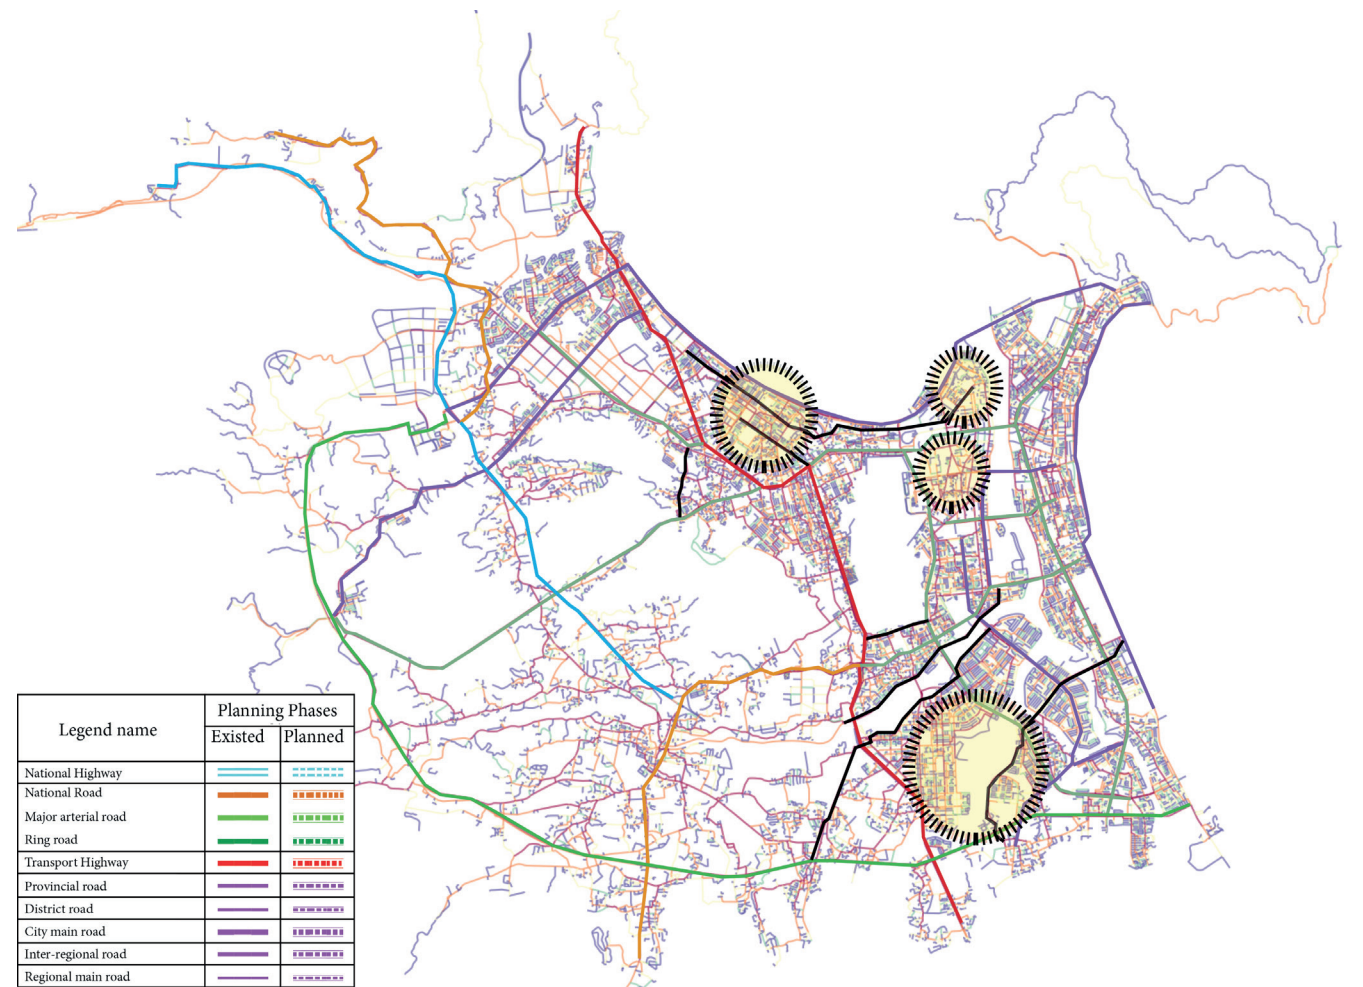 Legend name
Planning Phases
Existed
Planned
National Highway
National Road
Major arterial road
Ring road
Transport Highway
Provincial road
District road
City main road
Inter-regional road
Regional main road